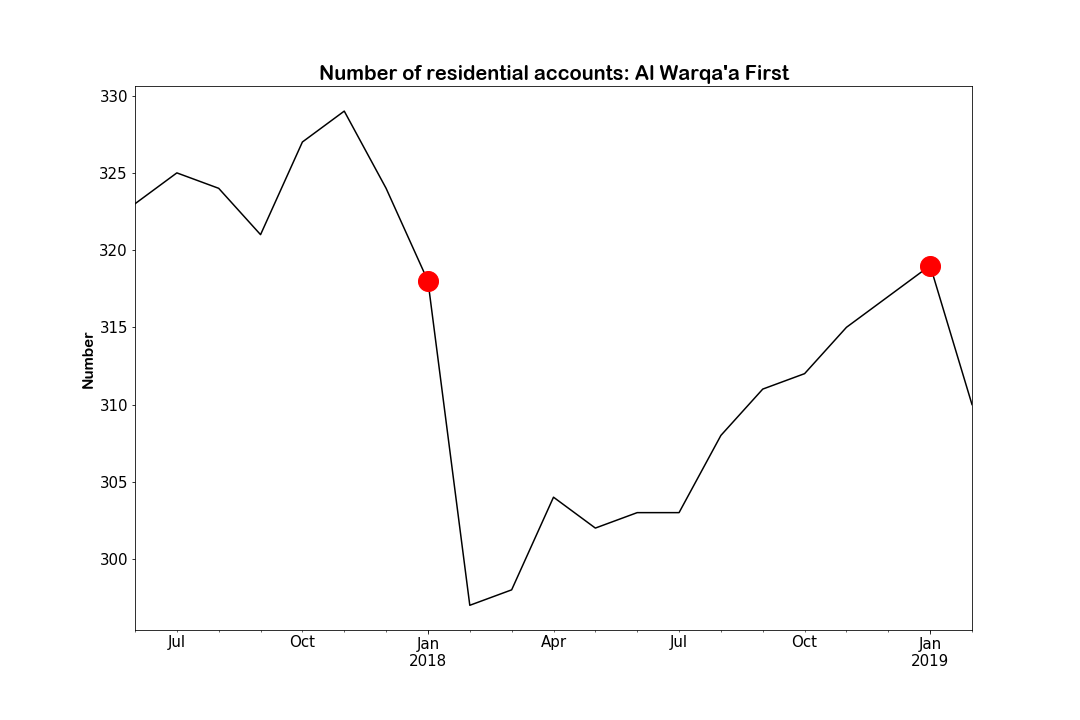 Number of residential accounts: Al Warqa'a First
330
325
320
315
310
305
300
Number
Jul
Oct
Jan
2018
Apr
Jul
Oct
Jan
2019